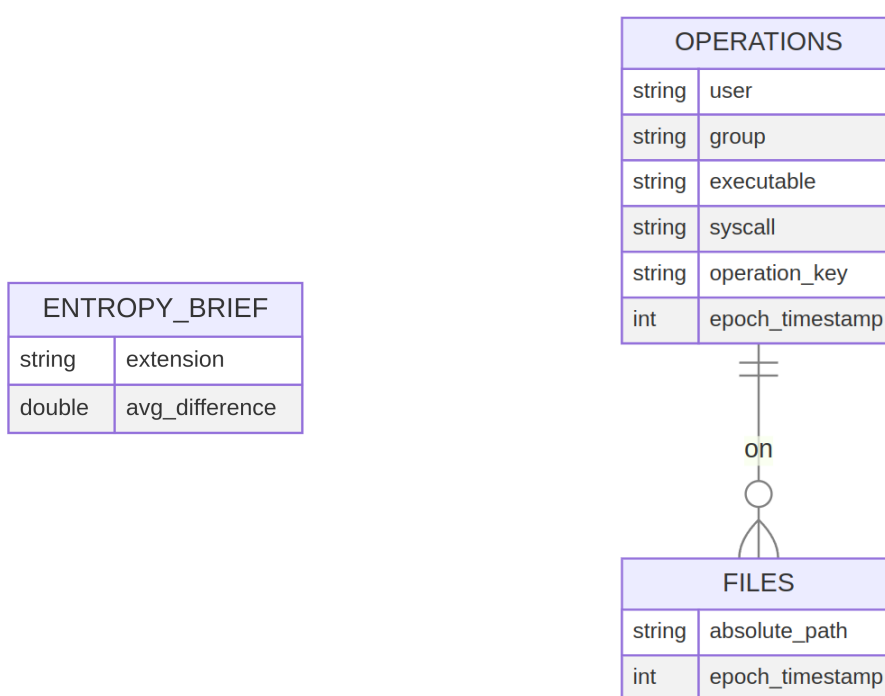 OPERATIONS
string user
string group
string executable
string syscall
string operation_key
int epoch_timestamp
ENTROPY_BRIEF
string extension
double avg_difference
on
FILES
string absolute_path
int epoch_timestamp